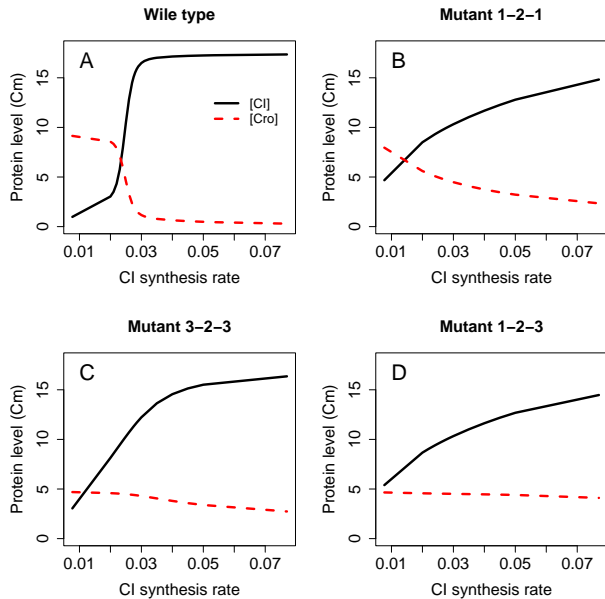 Wile type
A
[CI]
[Cro]
Protein level (Cm)
0 5 10 15
0.01 0.03 0.05 0.07
CI synthesis rate
Mutant 1−2−1
B
Protein level (Cm)
0 5 10 15
0.01 0.03 0.05 0.07
CI synthesis rate
Mutant 3−2−3
C
Protein level (Cm)
0 5 10 15
0.01 0.03 0.05 0.07
CI synthesis rate
Mutant 1−2−3
D
Protein level (Cm)
0 5 10 15
0.01 0.03 0.05 0.07
CI synthesis rate